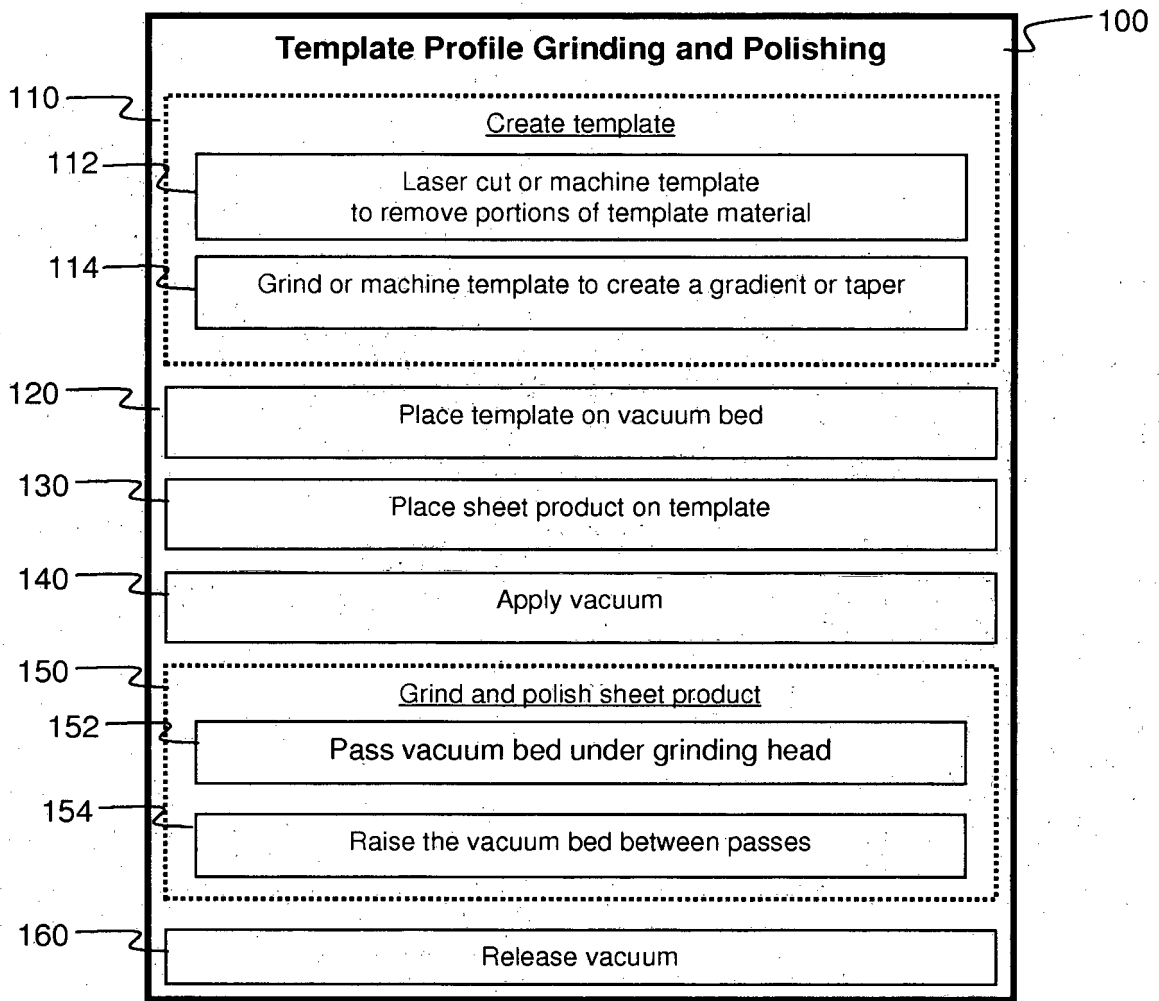 100
Template Profile Grinding and Polishing
110
Create template
112
Laser cut or machine template
to remove portions of template material
114
Grind or machine template to create a gradient or taper
120
Place template on vacuum bed
130
Place sheet product on template
140
Apply vacuum
150
Grind and polish sheet product
152
Pass vacuum bed under grinding head
154
Raise the vacuum bed between passes
160
Release vacuum